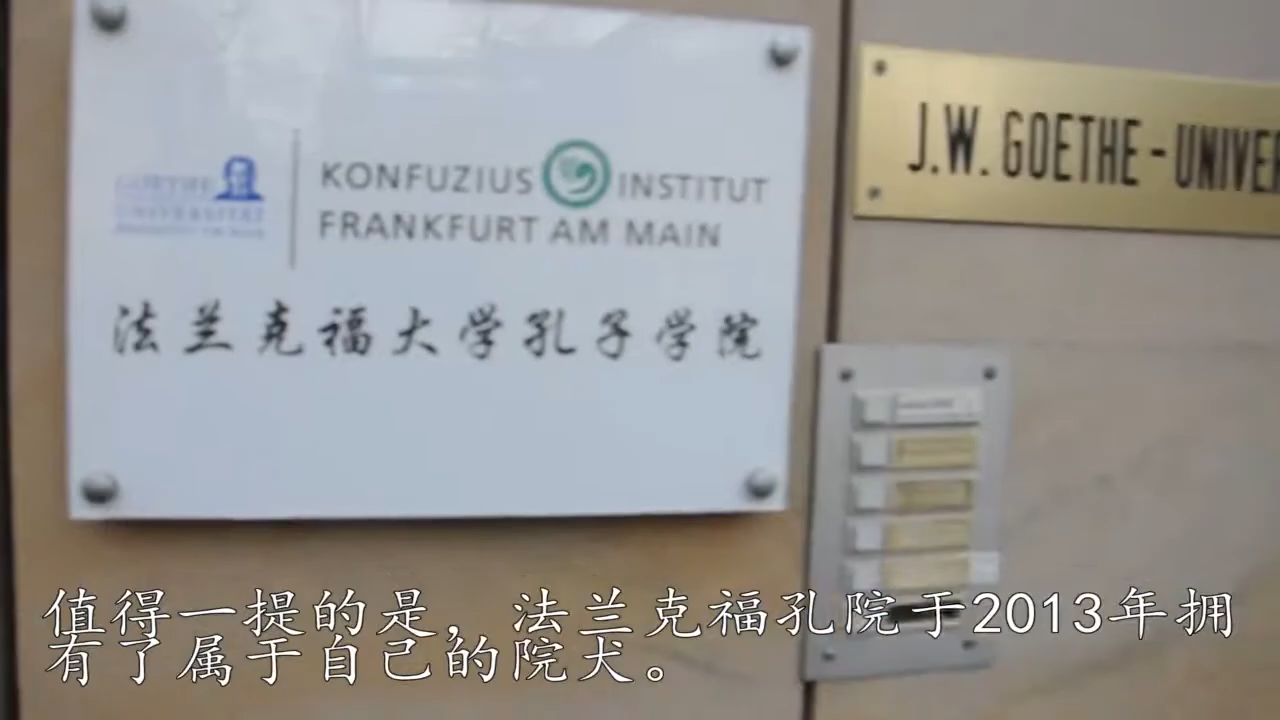 GOETHE
UNIVERSITÄT
KONFUZIUS INSTITUT
FRANKFURT AM MAIN
法兰克福大学孔子学院
J.W. GOETHE-UNIVER
值得一提的是，法兰克福孔院于2013年拥
有了属于自己的院犬。